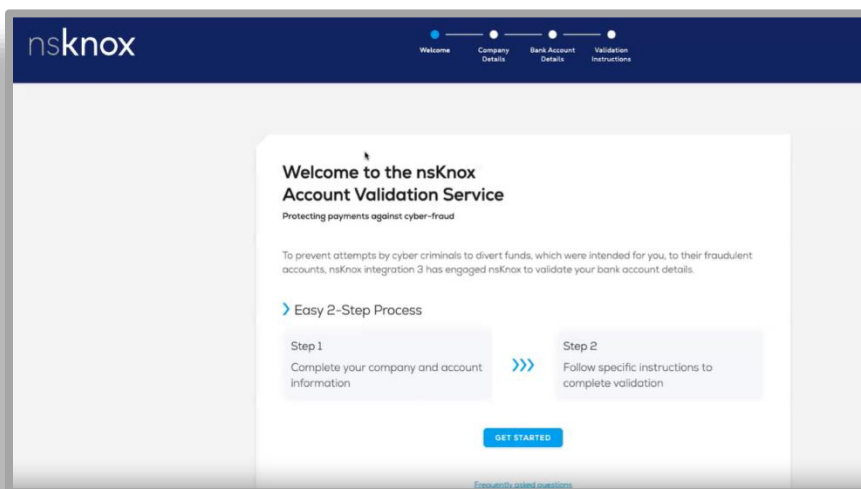 nsknox
Welcome
Company
Details
Bank Account
Details
Validation
Instructions
Welcome to the nsKnox
Account Validation Service
Protecting payments against cyber-fraud
To prevent attempts by cyber criminals to divert funds, which were intended for you, to their fraudulent
accounts, nsKnox integration 3 has engaged nsKnox to validate your bank account details.
Easy 2-Step Process
Step 1
Complete your company and account
information
Step 2
Follow specific instructions to
complete validation
GET STARTED
Frequently asked questions